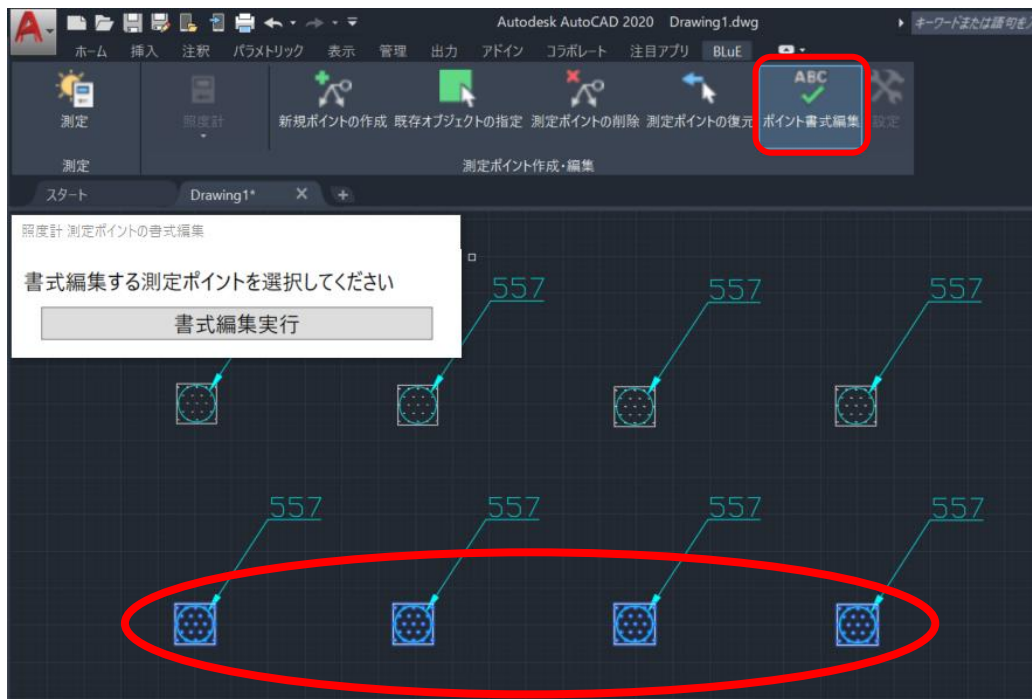 Autodesk AutoCAD 2020 Drawing1.dwg キーワードまたは語句を
ホーム 挿入 注釈 パラメトリック 表示 管理 出力 アドイン コラボレート 注目アプリ BLuE
ABC
測定 照度計 新規ポイントの作成 既存オブジェクトの指定 測定ポイントの削除 測定ポイントの復元 ポイント書式編集 設定
測定 測定ポイント作成・編集
スタート Drawing1* X +
照度計 測定ポイントの書式編集
書式編集する測定ポイントを選択してください
書式編集実行
557 557 557
557 557 557 557